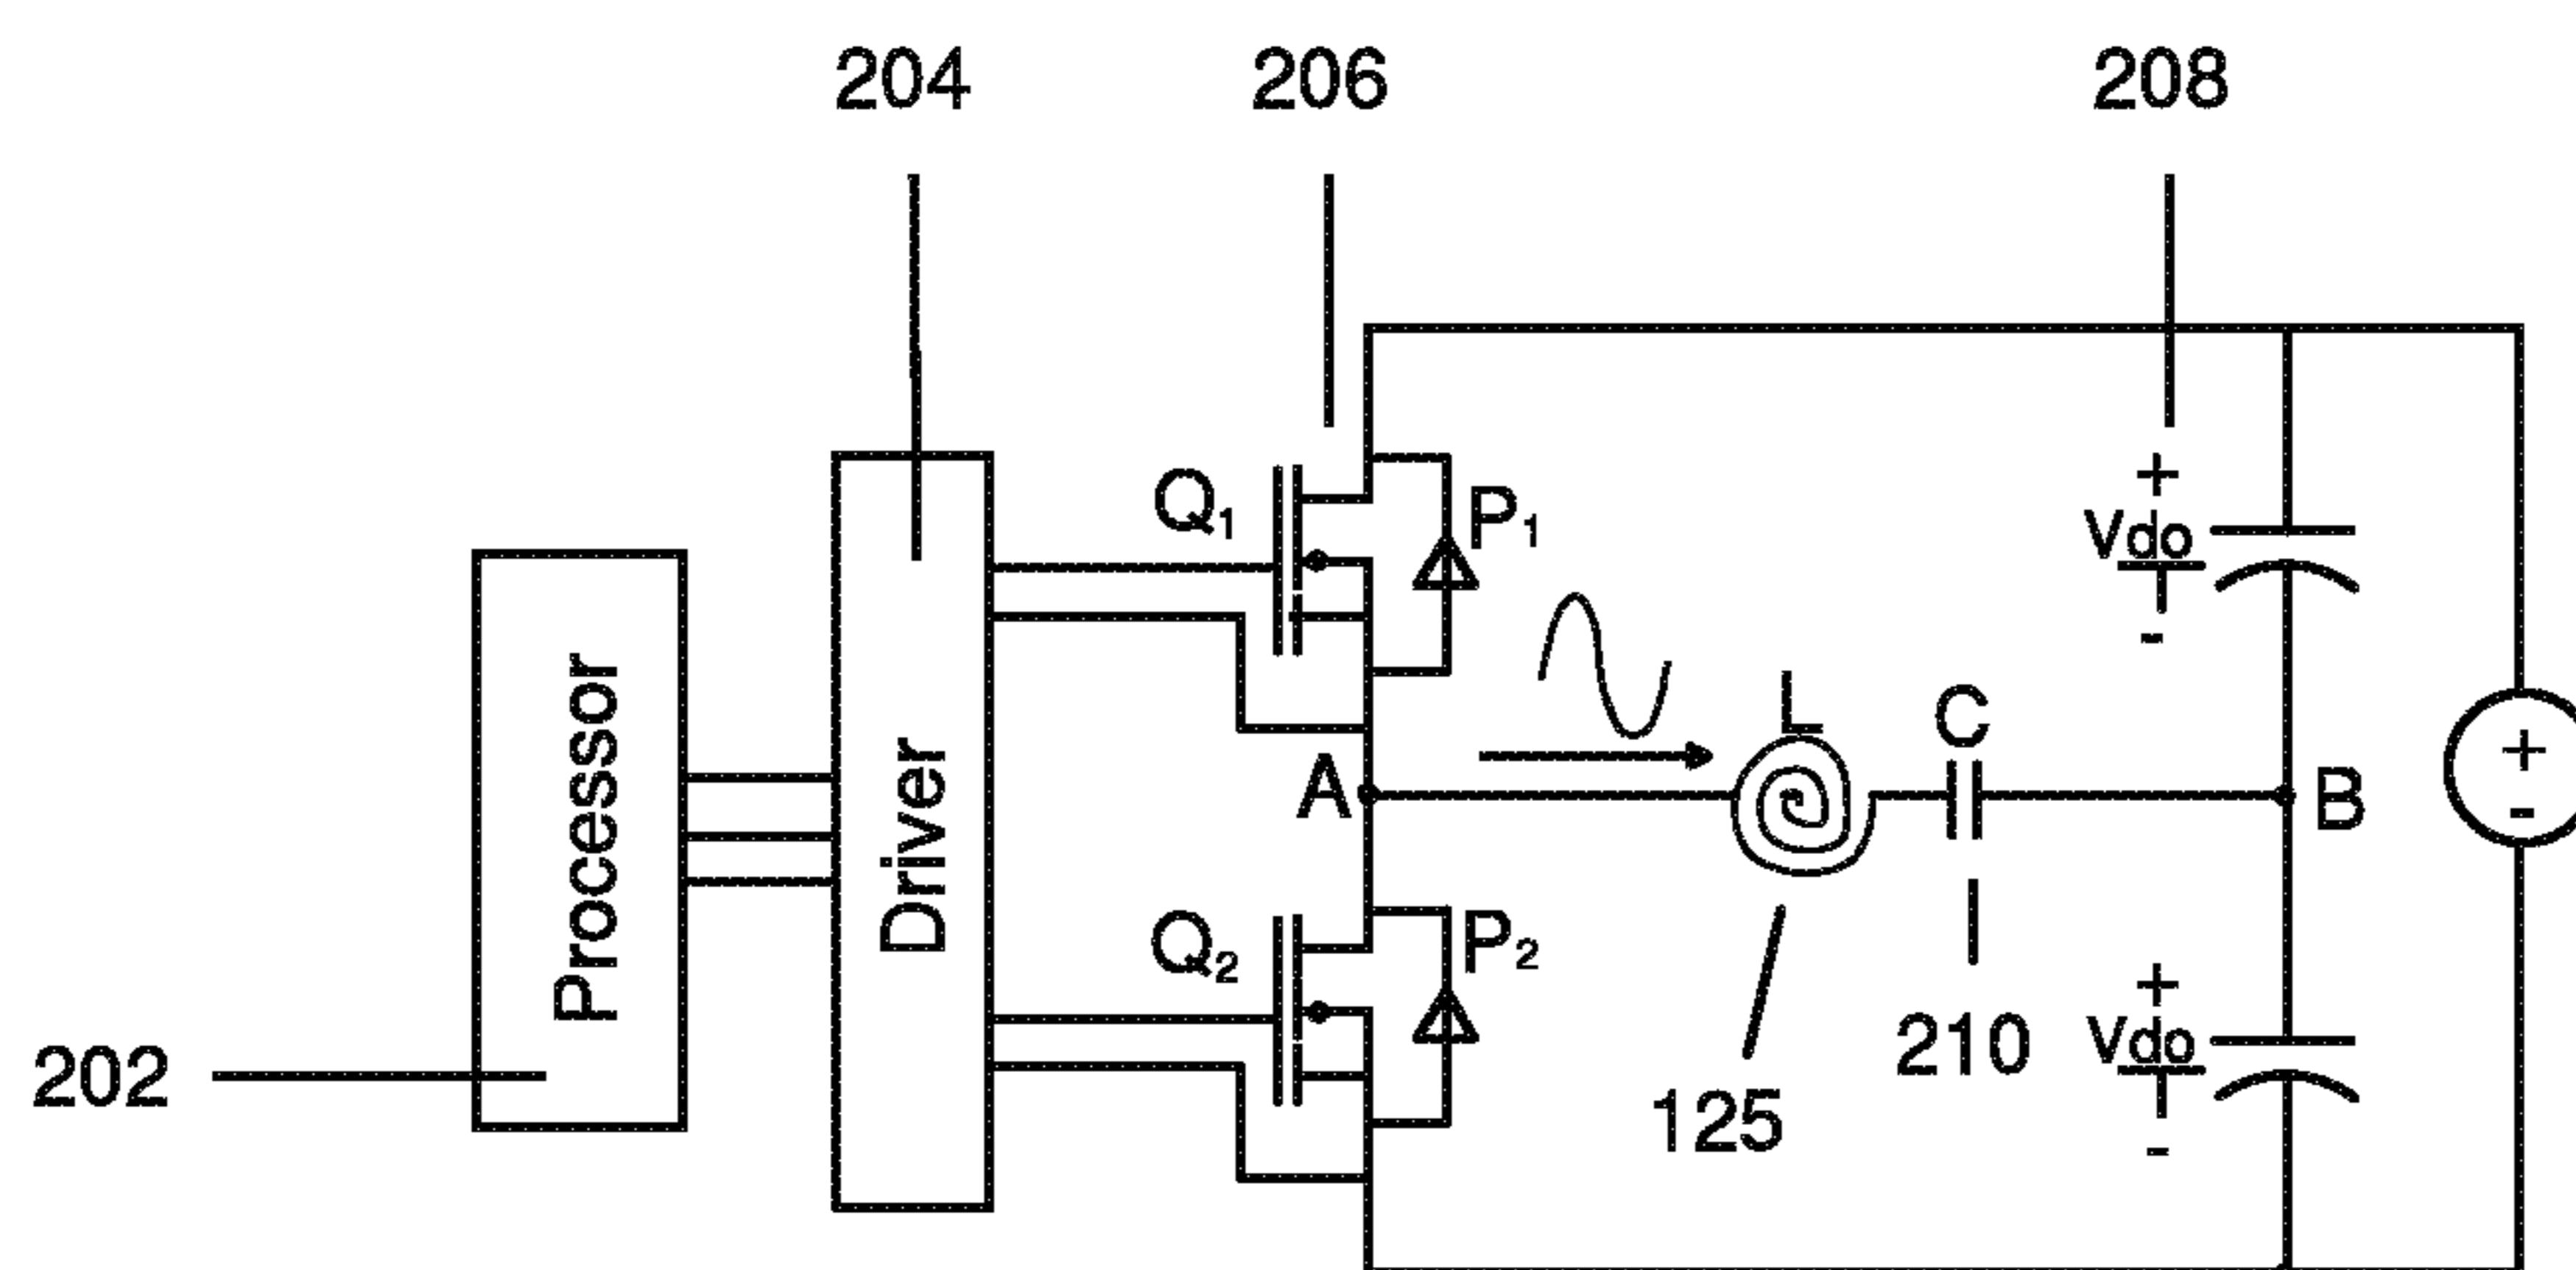 204 206 208
Q1 P1
+
Vdo
-
Processor
Driver
L C
A B
+
-
Q2 P2
+
Vdo
-
202
210
125